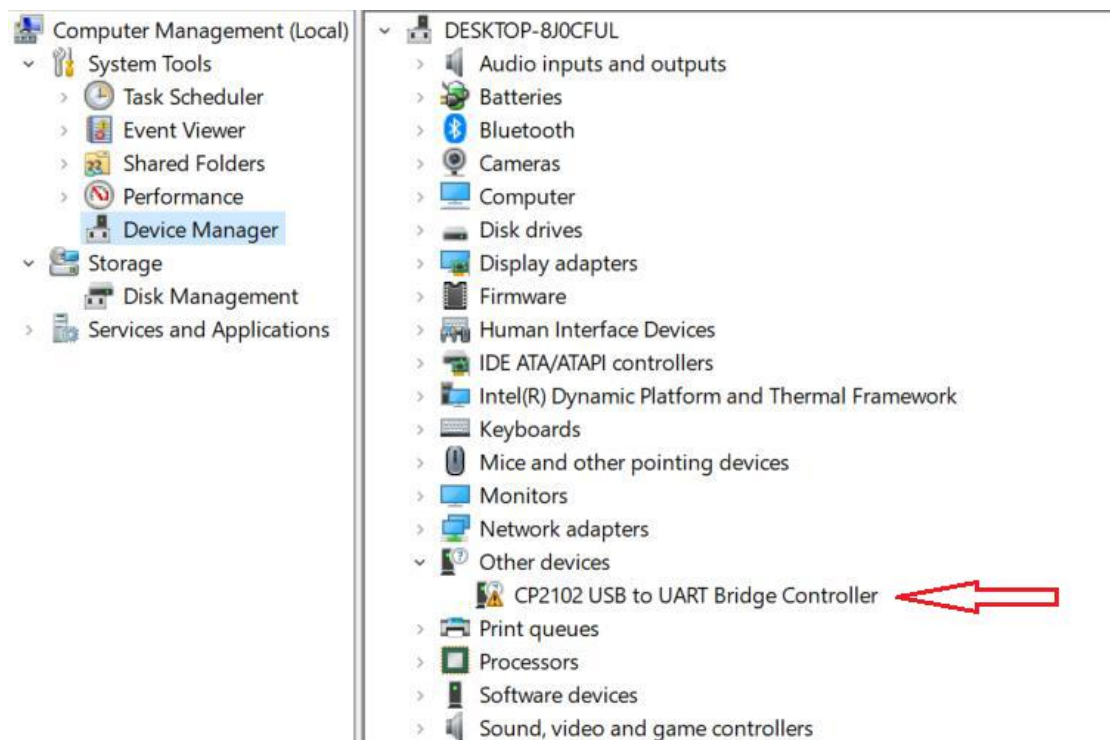 Computer Management (Local)
System Tools
Task Scheduler
Event Viewer
Shared Folders
Performance
Device Manager
Storage
Disk Management
Services and Applications
DESKTOP-8J0CFUL
Audio inputs and outputs
Batteries
Bluetooth
Cameras
Computer
Disk drives
Display adapters
Firmware
Human Interface Devices
IDE ATA/ATAPI controllers
Intel(R) Dynamic Platform and Thermal Framework
Keyboards
Mice and other pointing devices
Monitors
Network adapters
Other devices
CP2102 USB to UART Bridge Controller
Print queues
Processors
Software devices
Sound, video and game controllers